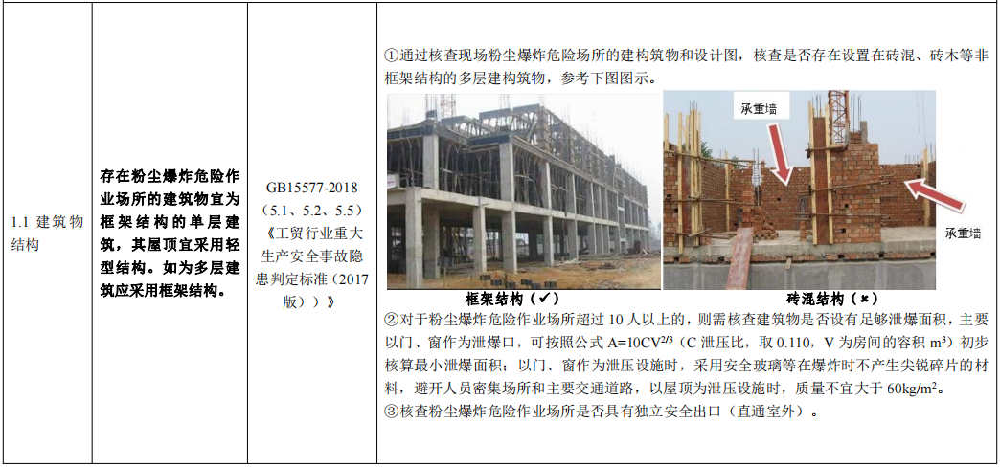 1.1 建筑物
结构
存在粉尘爆炸危险作
业场所的建筑物宜为
框架结构的单层建
筑，其屋顶宜采用轻
型结构。如为多层建
筑应采用框架结构。
GB15577-2018
（5.1、5.2、5.5）
《工贸行业重大
生产安全事故隐
患判定标准（2017
版））》
①通过核查现场粉尘爆炸危险场所的建构筑物和设计图，核查是否存在设置在砖混、砖木等非
框架结构的多层建构筑物，参考下图图示。
承重墙
承重墙
框架结构（✓）
砖混结构（×）
②对于粉尘爆炸危险作业场所超过 10 人以上的，则需核查建筑物是否设有足够泄爆面积，主要
以门、窗作为泄爆口，可按照公式 A=10CV²ᐟ³（C 泄压比，取 0.110，V 为房间的容积 m³）初步
核算最小泄爆面积；以门、窗作为泄压设施时，采用安全玻璃等在爆炸时不产生尖锐碎片的材
料，避开人员密集场所和主要交通道路，以屋顶为泄压设施时，质量不宜大于 60kg/m²。
③核查粉尘爆炸危险作业场所是否具有独立安全出口（直通室外）。